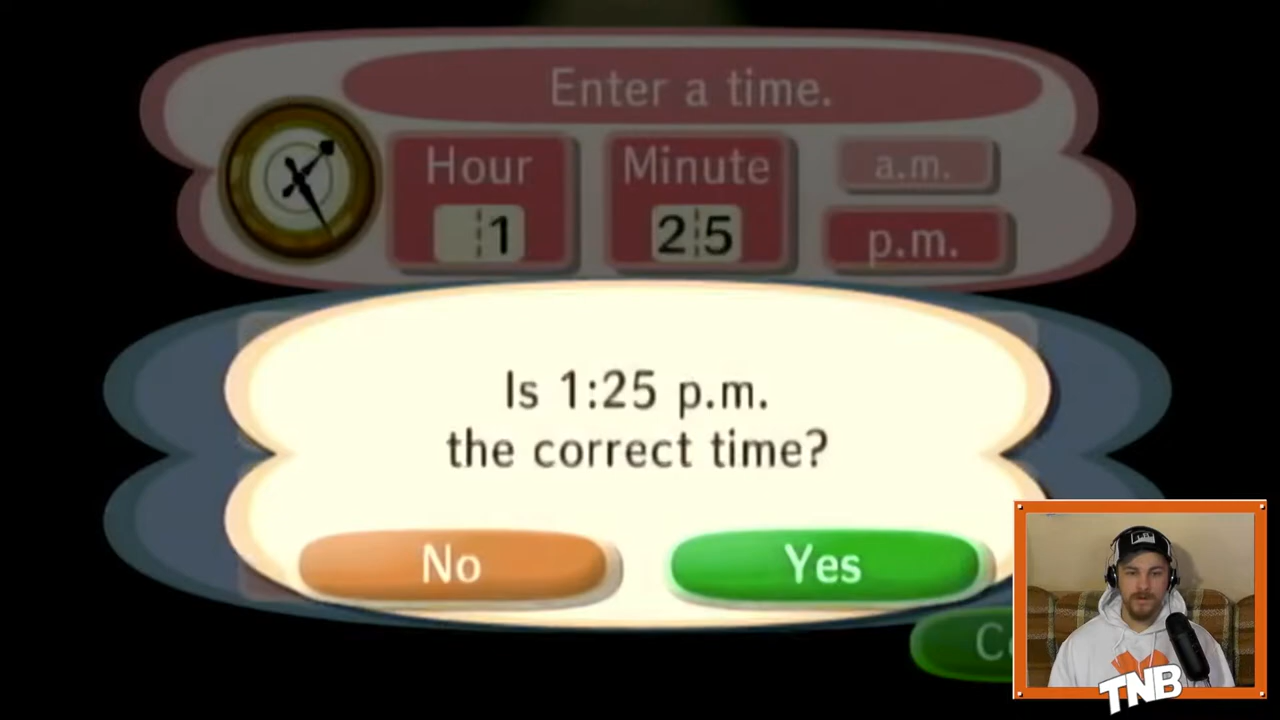 Enter a time.
Hour
Minute
a.m.
1
25
p.m.
Is 1:25 p.m.
the correct time?
No
Yes
TNB